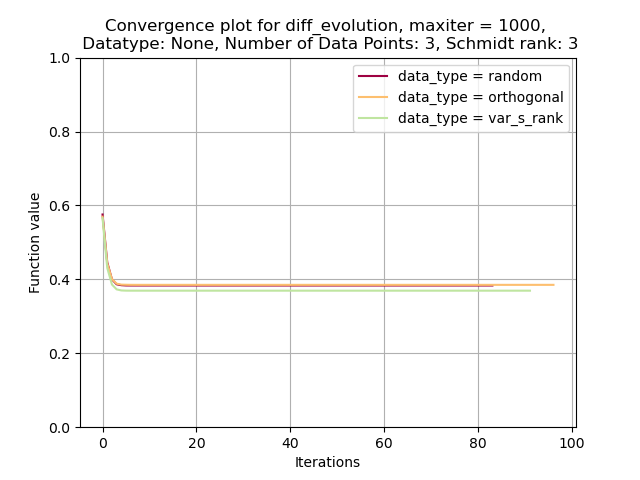 Convergence plot for diff_evolution, maxiter = 1000,
Datatype: None, Number of Data Points: 3, Schmidt rank: 3
data_type = random
data_type = orthogonal
data_type = var_s_rank
Function value
1.0
0.8
0.6
0.4
0.2
0.0
0 20 40 60 80 100
Iterations